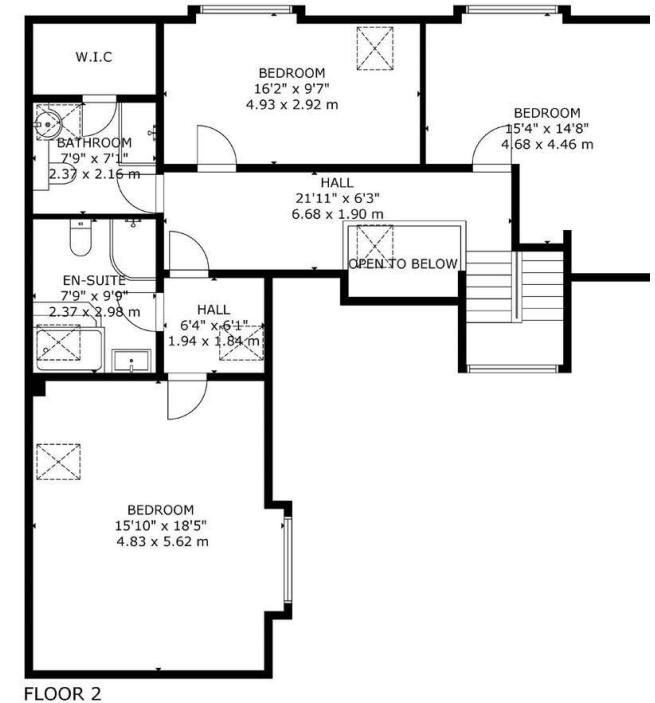 W.I.C
BEDROOM
16'2" x 9'7"
4.93 x 2.92 m
BEDROOM
15'4" x 14'8"
4.68 x 4.46 m
BATHROOM
7'9" x 7'1"
2.37 x 2.16 m
HALL
21'11" x 6'3"
6.68 x 1.90 m
OPEN TO BELOW
EN-SUITE
7'9" x 9'9"
2.37 x 2.98 m
HALL
6'4" x 6'1"
1.94 x 1.84 m
BEDROOM
15'10" x 18'5"
4.83 x 5.62 m
FLOOR 2